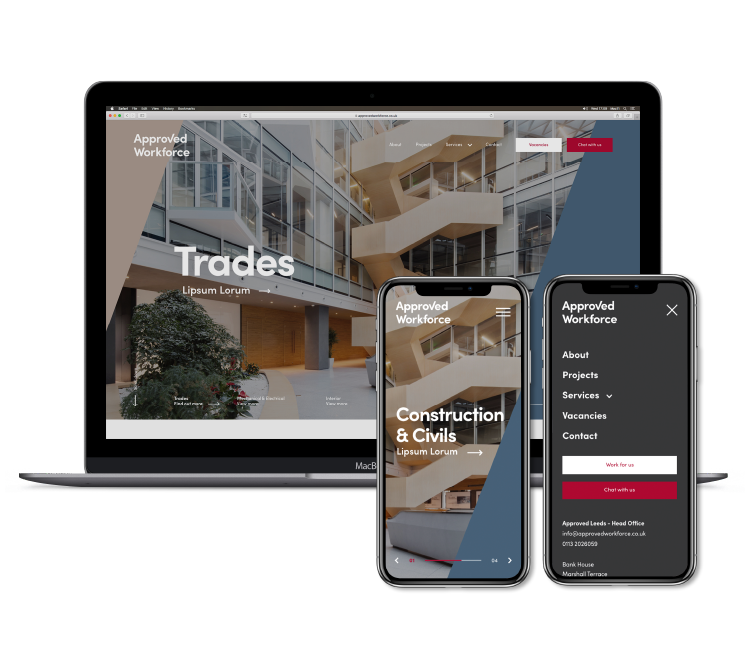 Safari File Edit View History Bookmarks
approvedworkforce.co.uk
Approved
Workforce
About Projects Services Contact Vacancies Chat with us
Trades
Lipsum Lorum
Trades
Find out more
Mechanical & Electrical
View more
Interior
View more
MacB
Approved
Workforce
Construction
& Civils
Lipsum Lorum
01 04
Approved
Workforce
About
Projects
Services
Vacancies
Contact
Work for us
Chat with us
Approved Leeds - Head Office
info@approvedworkforce.co.uk
0113 2026059
Bank House
Marshall Terrace